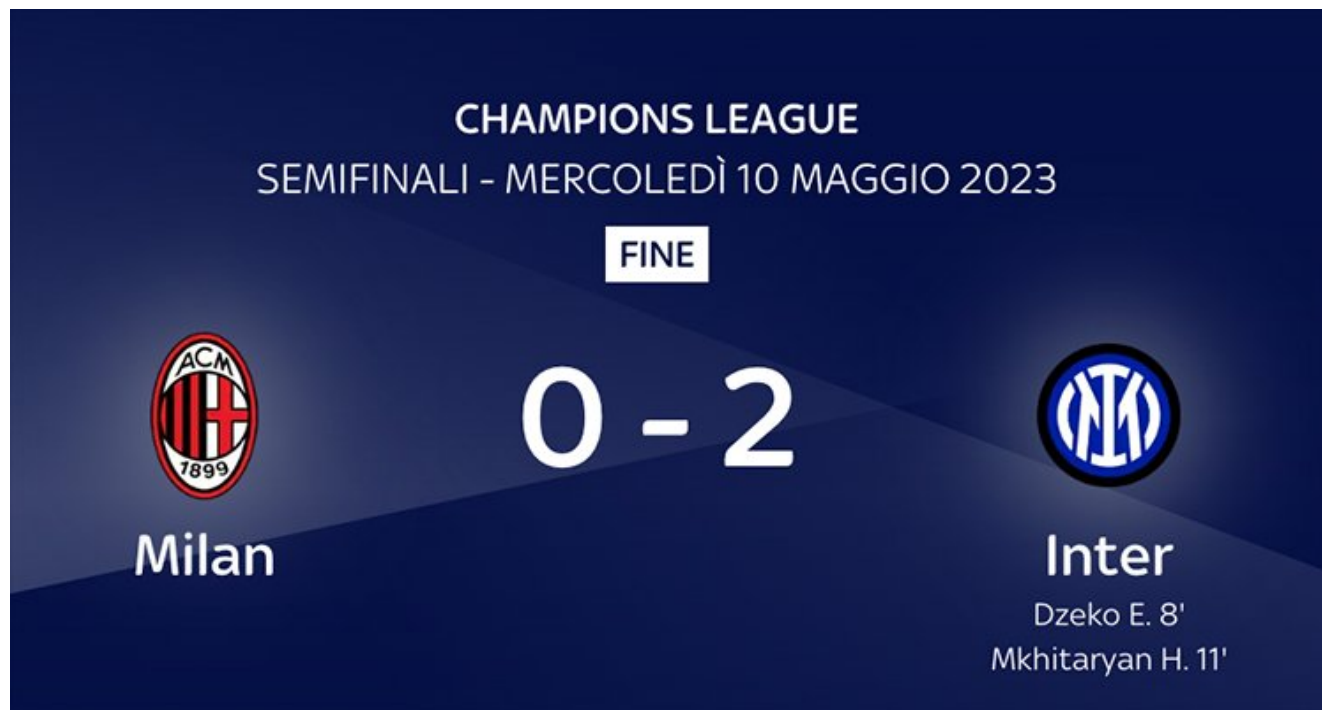 CHAMPIONS LEAGUE
SEMIFINALI - MERCOLEDÌ 10 MAGGIO 2023
FINE
ACM
1899
0 - 2
Milan
Inter
Dzeko E. 8'
Mkhitaryan H. 11'